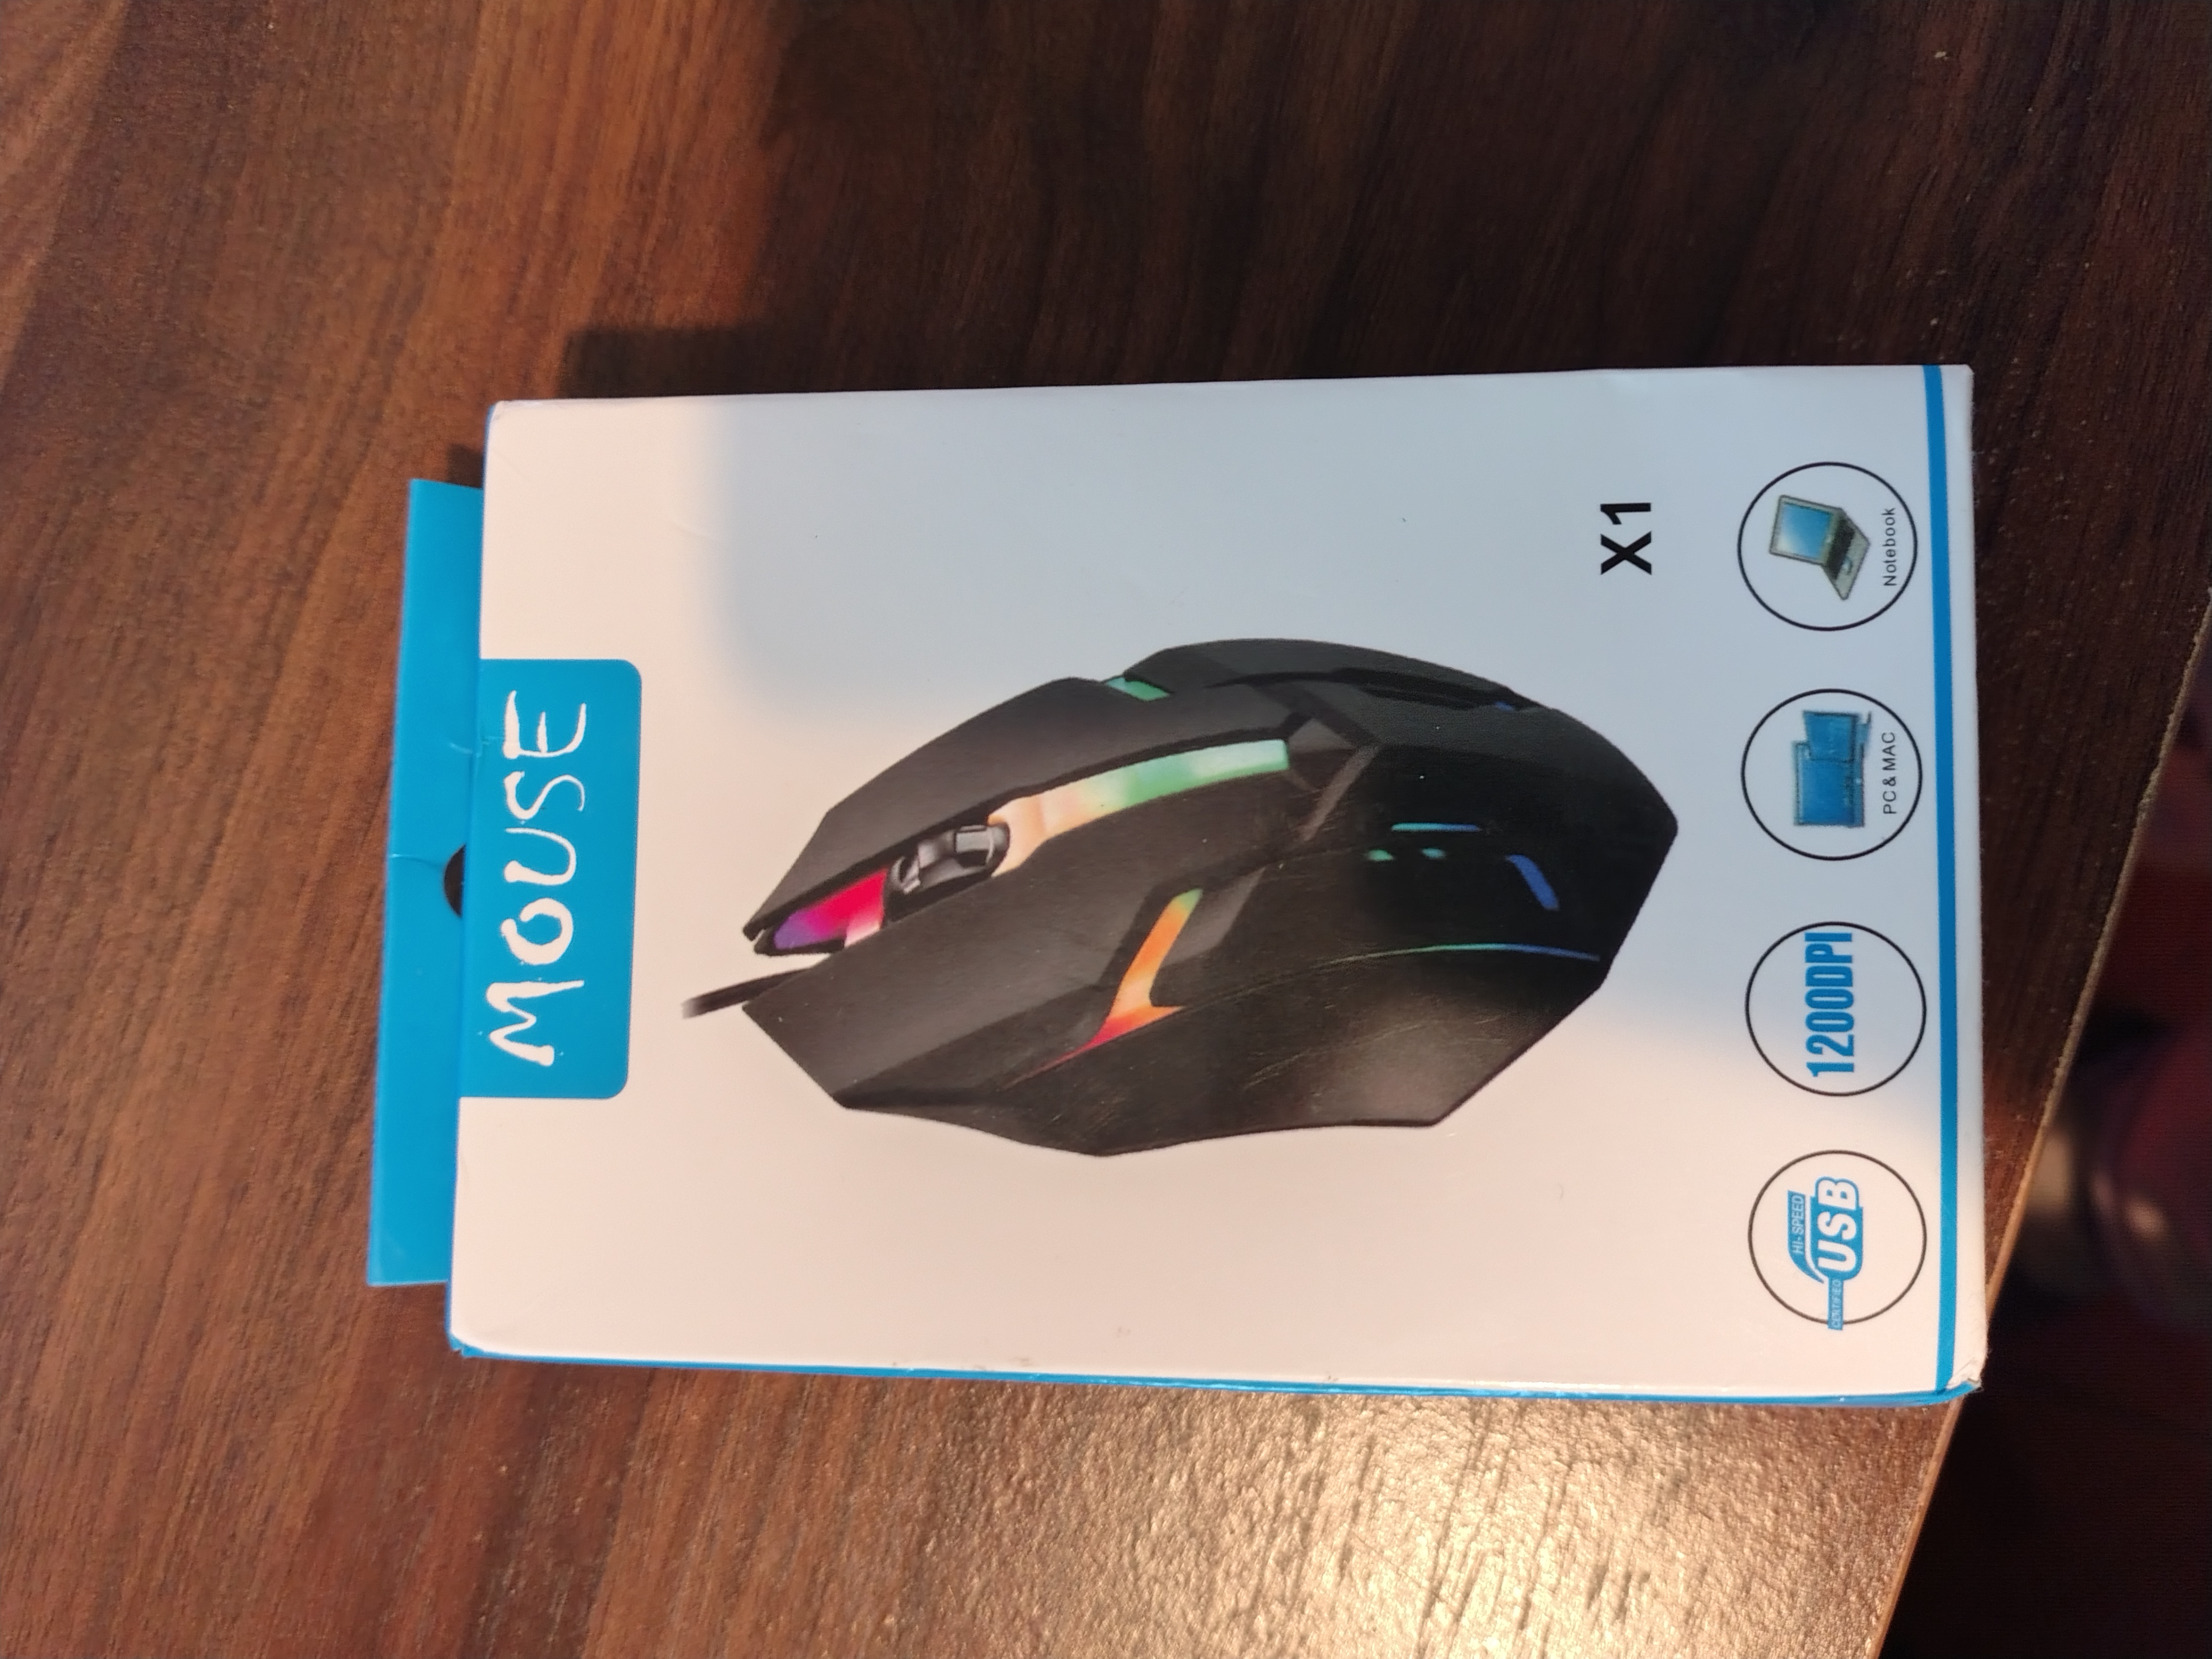 MOUSE
X1
HI-SPEED
CERTIFIED USB
1200DPI
PC & MAC
Notebook